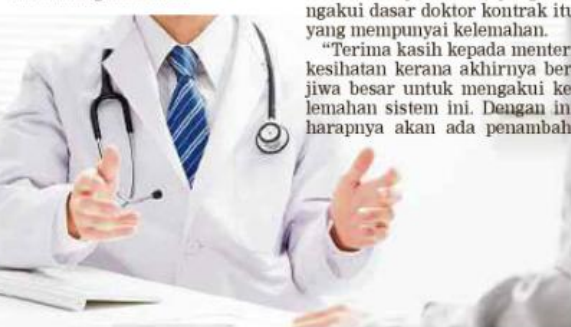 ngakui dasar doktor kontrak itu
yang mempunyai kelemahan.
“Terima kasih kepada menter
kesihatan kerana akhirnya ber
jiwa besar untuk mengakui ke
lemahan sistem ini. Dengan in
harapnya akan ada penambah